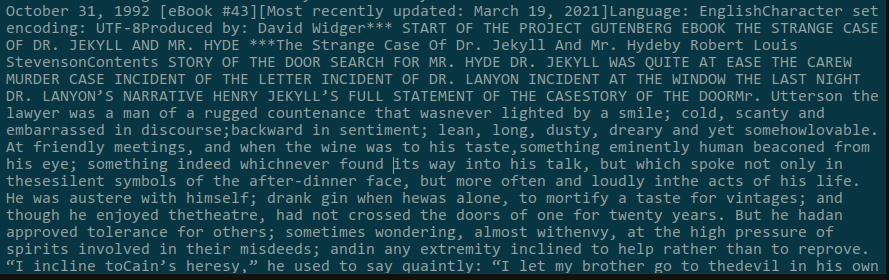 October 31, 1992 [eBook #43][Most recently updated: March 19, 2021]Language: EnglishCharacter set
encoding: UTF-8Produced by: David Widger*** START OF THE PROJECT GUTENBERG EBOOK THE STRANGE CASE
OF DR. JEKYLL AND MR. HYDE ***The Strange Case Of Dr. Jekyll And Mr. Hydeby Robert Louis
StevensonContents STORY OF THE DOOR SEARCH FOR MR. HYDE DR. JEKYLL WAS QUITE AT EASE THE CAREW
MURDER CASE INCIDENT OF THE LETTER INCIDENT OF DR. LANYON INCIDENT AT THE WINDOW THE LAST NIGHT
DR. LANYON’S NARRATIVE HENRY JEKYLL’S FULL STATEMENT OF THE CASESTORY OF THE DOORMr. Utterson the
lawyer was a man of a rugged countenance that wasnever lighted by a smile; cold, scanty and
embarrassed in discourse;backward in sentiment; lean, long, dusty, dreary and yet somehowlovable.
At friendly meetings, and when the wine was to his taste,something eminently human beaconed from
his eye; something indeed whichnever found its way into his talk, but which spoke not only in
thesesilent symbols of the after-dinner face, but more often and loudly inthe acts of his life.
He was austere with himself; drank gin when hewas alone, to mortify a taste for vintages; and
though he enjoyed thetheatre, had not crossed the doors of one for twenty years. But he hadan
approved tolerance for others; sometimes wondering, almost withenvy, at the high pressure of
spirits involved in their misdeeds; andin any extremity inclined to help rather than to reprove.
“I incline toCain’s heresy,” he used to say quaintly: “I let my brother go to thedevil in his own